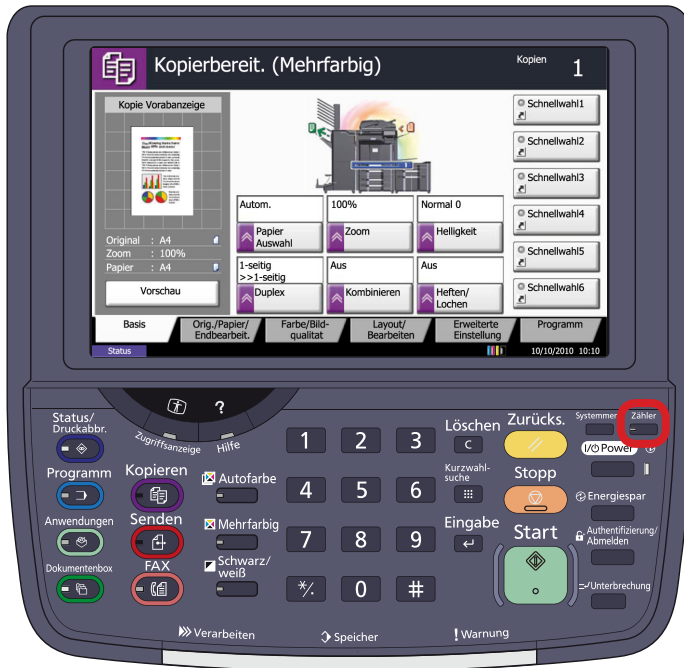 Kopierbereit. (Mehrfarbig)
Kopien 1
Kopie Vorabanzeige
Original : A4
Zoom : 100%
Papier : A4
Vorschau
Autom.
Papier
Auswahl
100%
Zoom
Normal 0
Helligkeit
1-seitig
>>1-seitig
Duplex
Aus
Kombinieren
Aus
Heften/
Lochen
Schnellwahl1
Schnellwahl2
Schnellwahl3
Schnellwahl4
Schnellwahl5
Schnellwahl6
Basis
Orig./Papier/
Endbearbeit.
Farbe/Bild-
qualitat
Layout/
Bearbeiten
Erweiterte
Einstellung
Programm
Status
10/10/2010 10:10
Zugriffsanzeige
?
Hilfe
Status/
Druckabbr.
Programm
Anwendungen
Dokumentenbox
Kopieren
Senden
FAX
Autofarbe
Mehrfarbig
Schwarz/
weiß
1 2 3
4 5 6
7 8 9
*/. 0 #
Löschen
C
Kurzwahl-
suche
Eingabe
Zurücks.
Stopp
Start
Systemmen
Zähler
Power
Energiespar
Authentifizierung/
Abmelden
Unterbrechung
Verarbeiten
Speicher
! Warnung